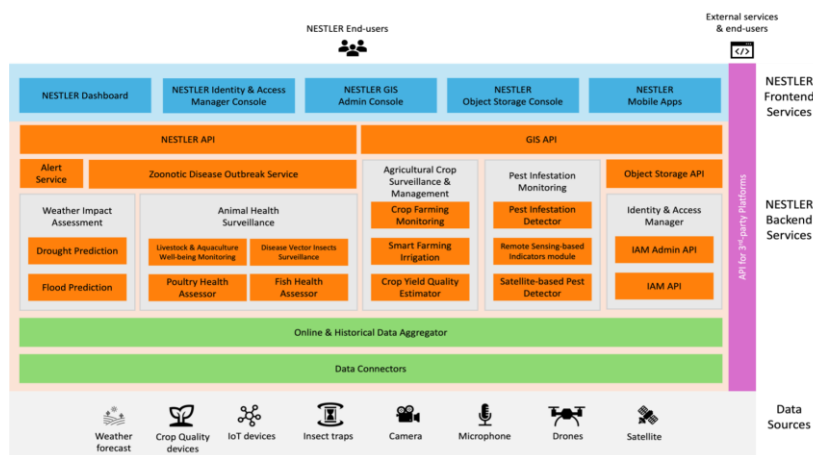 External services
& end-users
NESTLER End-users
NESTLER
Frontend
Services
NESTLER Dashboard
NESTLER Identity & Access
Manager Console
NESTLER GIS
Admin Console
NESTLER
Object Storage Console
NESTLER
Mobile Apps
NESTLER API
GIS API
Alert
Service
Zoonotic Disease Outbreak Service
Agricultural Crop
Surveillance &
Management
Pest Infestation
Monitoring
Object Storage API
NESTLER
Backend
Services
API for 3rd-party Platforms
Weather Impact
Assessment
Drought Prediction
Flood Prediction
Animal Health
Surveillance
Livestock & Aquaculture
Well-being Monitoring
Disease Vector Insects
Surveillance
Poultry Health
Assessor
Fish Health
Assessor
Crop Farming
Monitoring
Smart Farming
Irrigation
Crop Yield Quality
Estimator
Pest Infestation
Detector
Remote Sensing-based
Indicators module
Satellite-based Pest
Detector
Identity & Access
Manager
IAM Admin API
IAM API
Online & Historical Data Aggregator
Data Connectors
Weather
forecast
Crop Quality
devices
IoT devices
Insect traps
Camera
Microphone
Drones
Satellite
Data
Sources